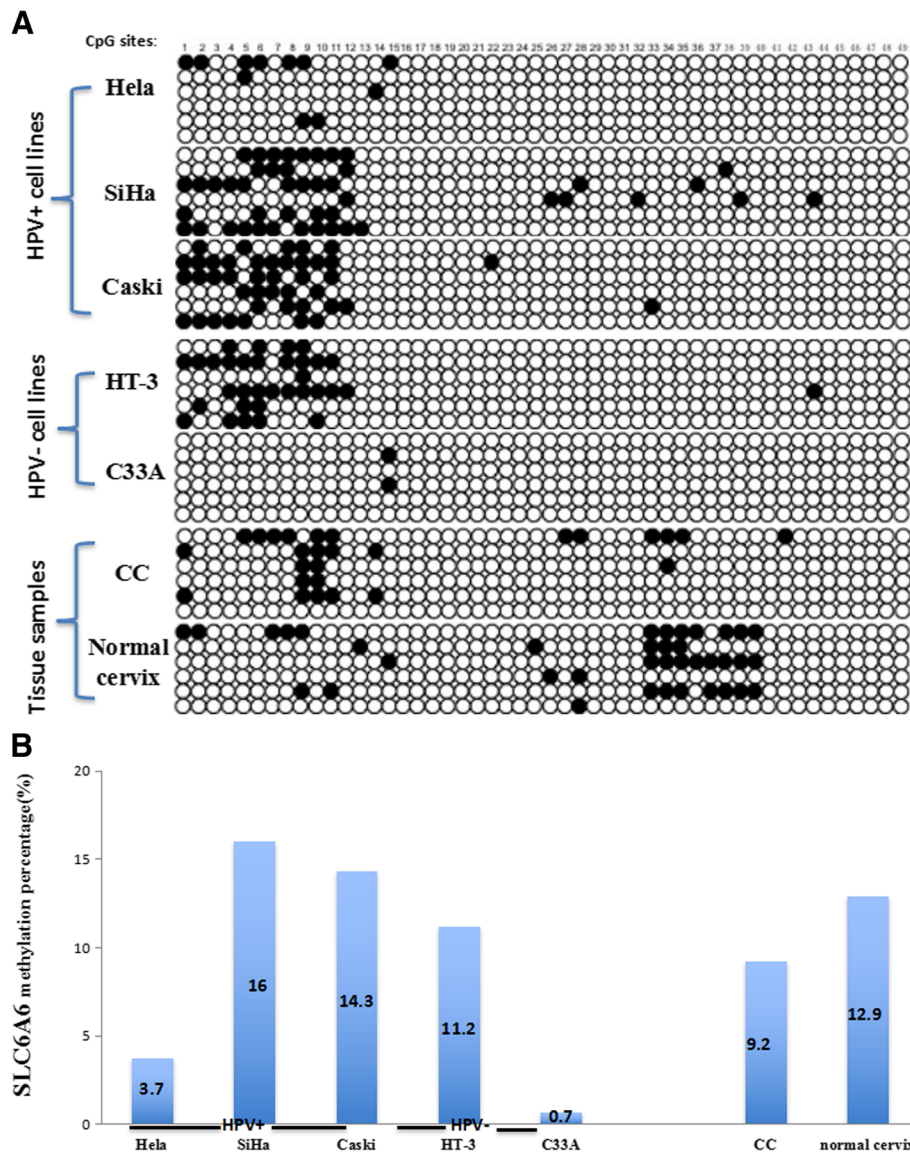 A
CpG sites: 1 2 3 4 5 6 7 8 9 10 11 12 14 15 16 17 18 19 20 21 22 23 24 25 26 27 28 29 30 31 32 33 34 35 36 37 38 39 40 41 42 43 44 45 46 47 48 49
HPV+ cell lines
Hela
SiHa
Caski
HPV- cell lines
HT-3
C33A
Tissue samples
CC
Normal
cervix
B
SLC6A6 methylation percentage(%)
20
15
10
5
0
3.7
16
14.3
11.2
0.7
9.2
12.9
HPV+
HPV-
Hela SiHa Caski HT-3 C33A CC normal cervix